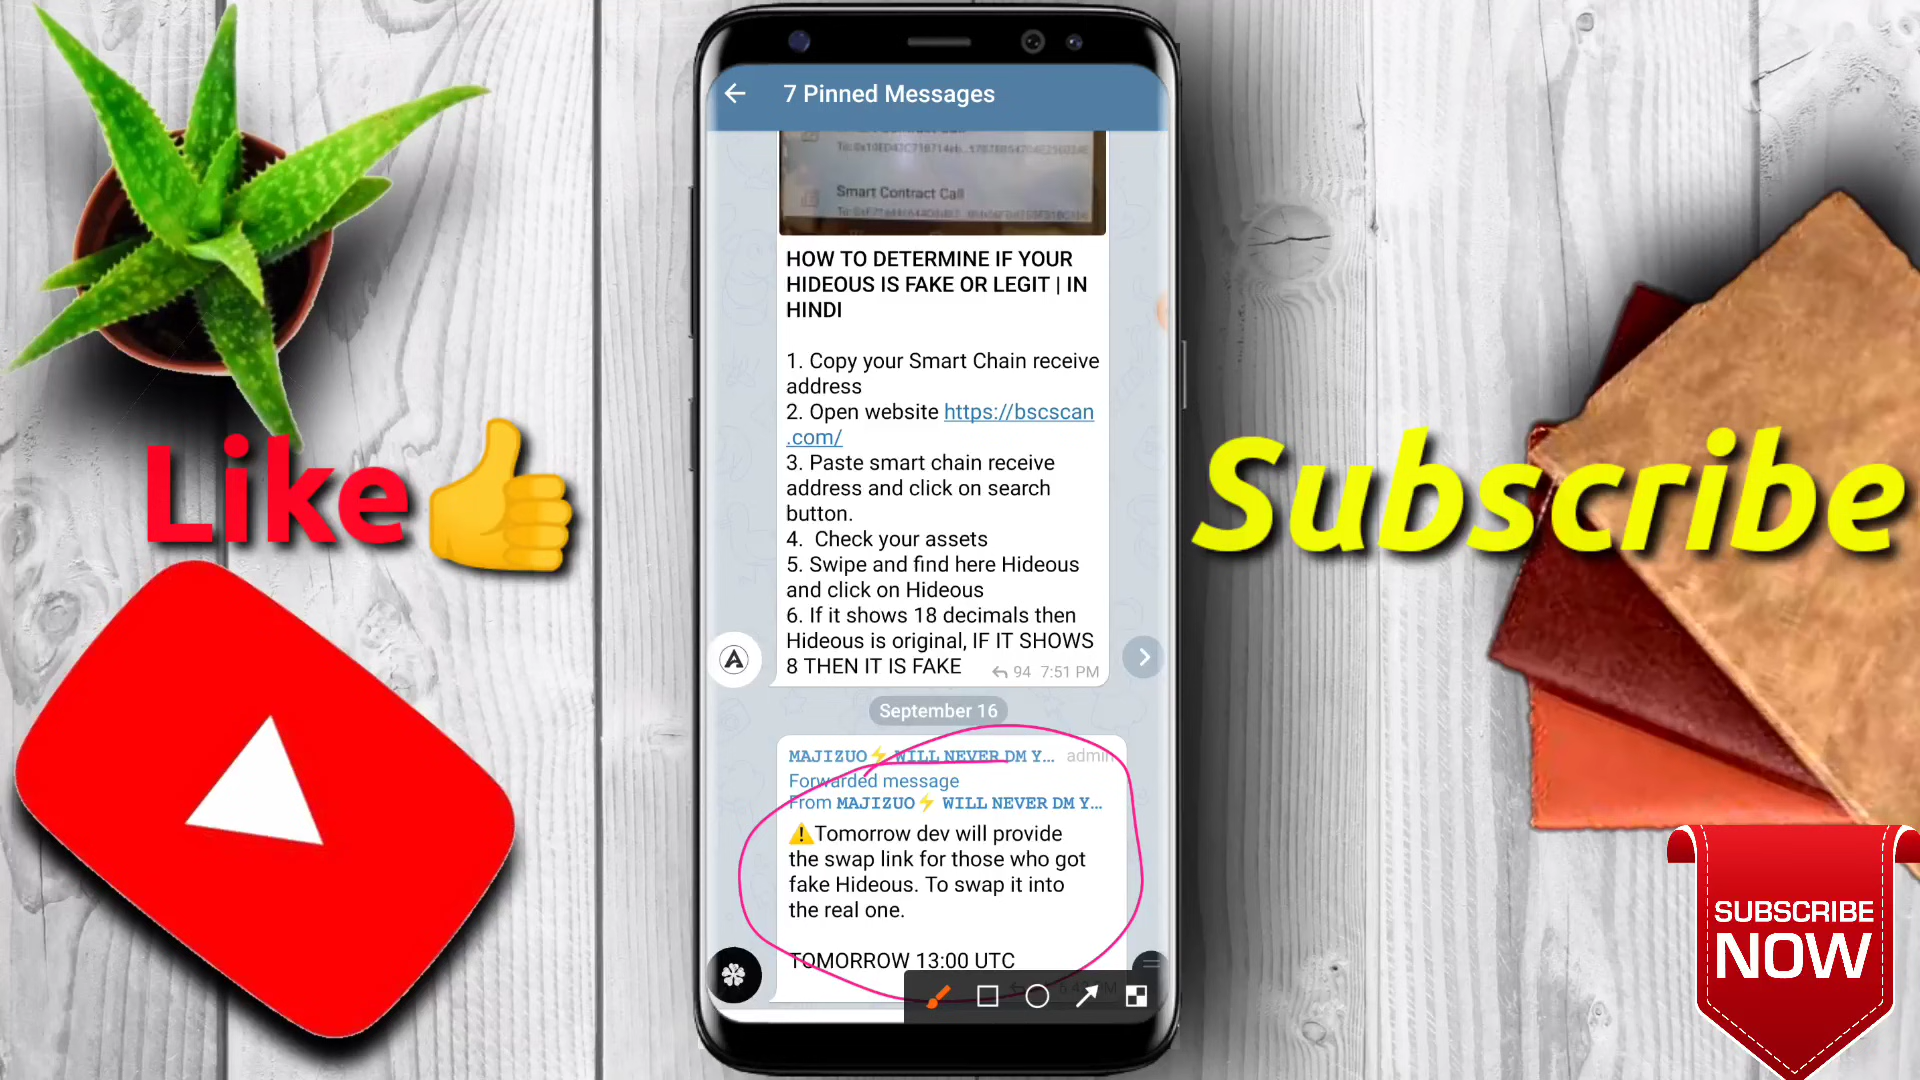 7 Pinned Messages
Smart Contract Call
HOW TO DETERMINE IF YOUR
HIDEOUS IS FAKE OR LEGIT | IN
HINDI
1. Copy your Smart Chain receive
address
2. Open website https://bscscan
.com/
3. Paste smart chain receive
address and click on search
button.
4. Check your assets
5. Swipe and find here Hideous
and click on Hideous
6. If it shows 18 decimals then
Hideous is original, IF IT SHOWS
8 THEN IT IS FAKE
94 7:51 PM
September 16
MAJIZUO⚡ WILL NEVER DM Y... admin
Forwarded message
From MAJIZUO⚡ WILL NEVER DM Y...
⚠️Tomorrow dev will provide
the swap link for those who got
fake Hideous. To swap it into
the real one.
TOMORROW 13:00 UTC
Like👍
Subscribe
SUBSCRIBE
NOW